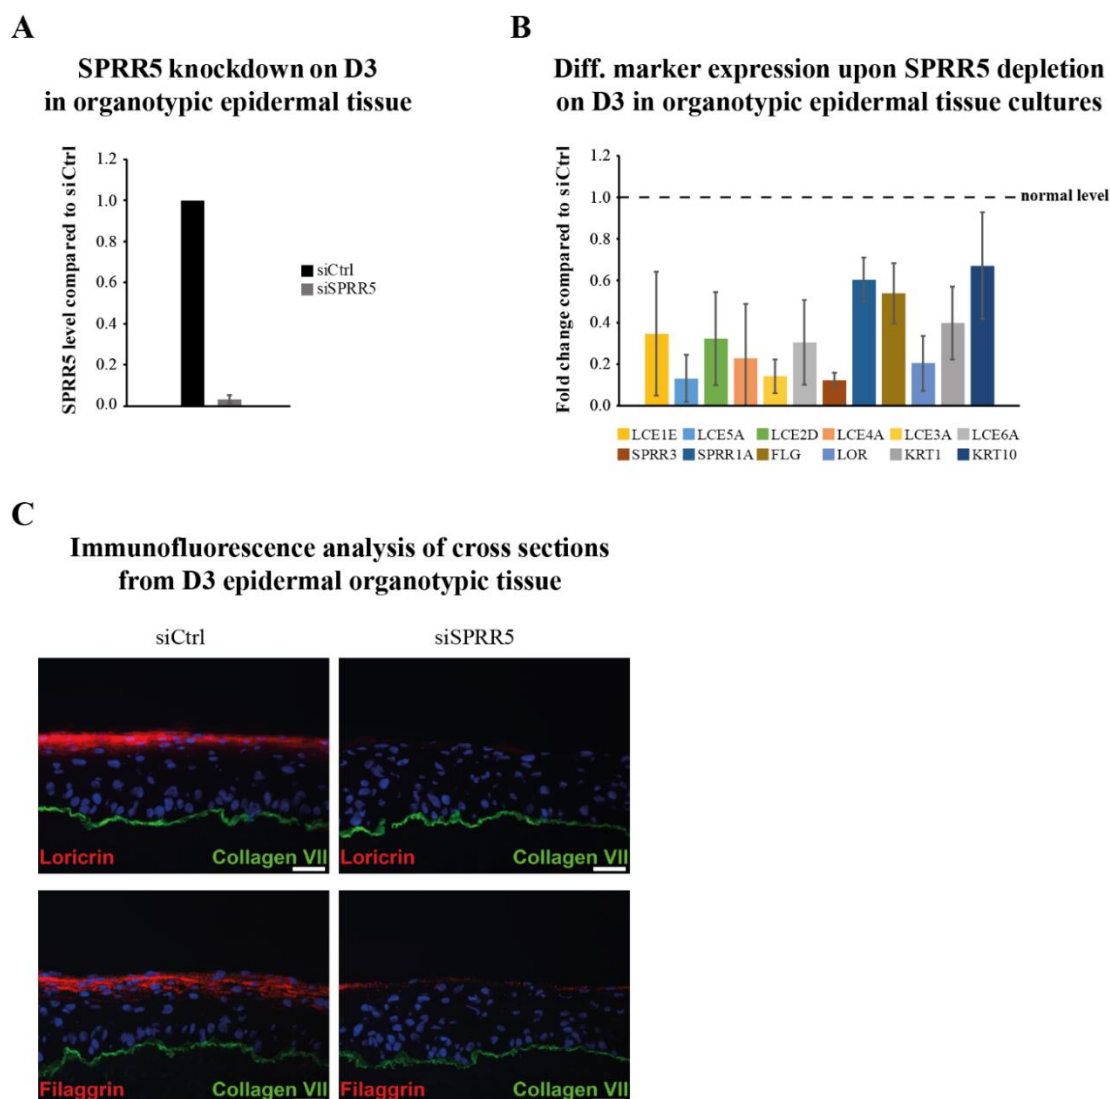 A
SPRR5 knockdown on D3
in organotypic epidermal tissue
SPRR5 level compared to siCtrl
1.2
1.0
0.8
0.6
0.4
0.2
0.0
siCtrl
siSPRR5
B
Diff. marker expression upon SPRR5 depletion
on D3 in organotypic epidermal tissue cultures
Fold change compared to siCtrl
1.2
1.0
0.8
0.6
0.4
0.2
0.0
normal level
LCE1E LCE5A LCE2D LCE4A LCE3A LCE6A
SPRR3 SPRR1A FLG LOR KRT1 KRT10
C
Immunofluorescence analysis of cross sections
from D3 epidermal organotypic tissue
siCtrl siSPRR5
Loricrin Collagen VII Loricrin Collagen VII
Filaggrin Collagen VII Filaggrin Collagen VII